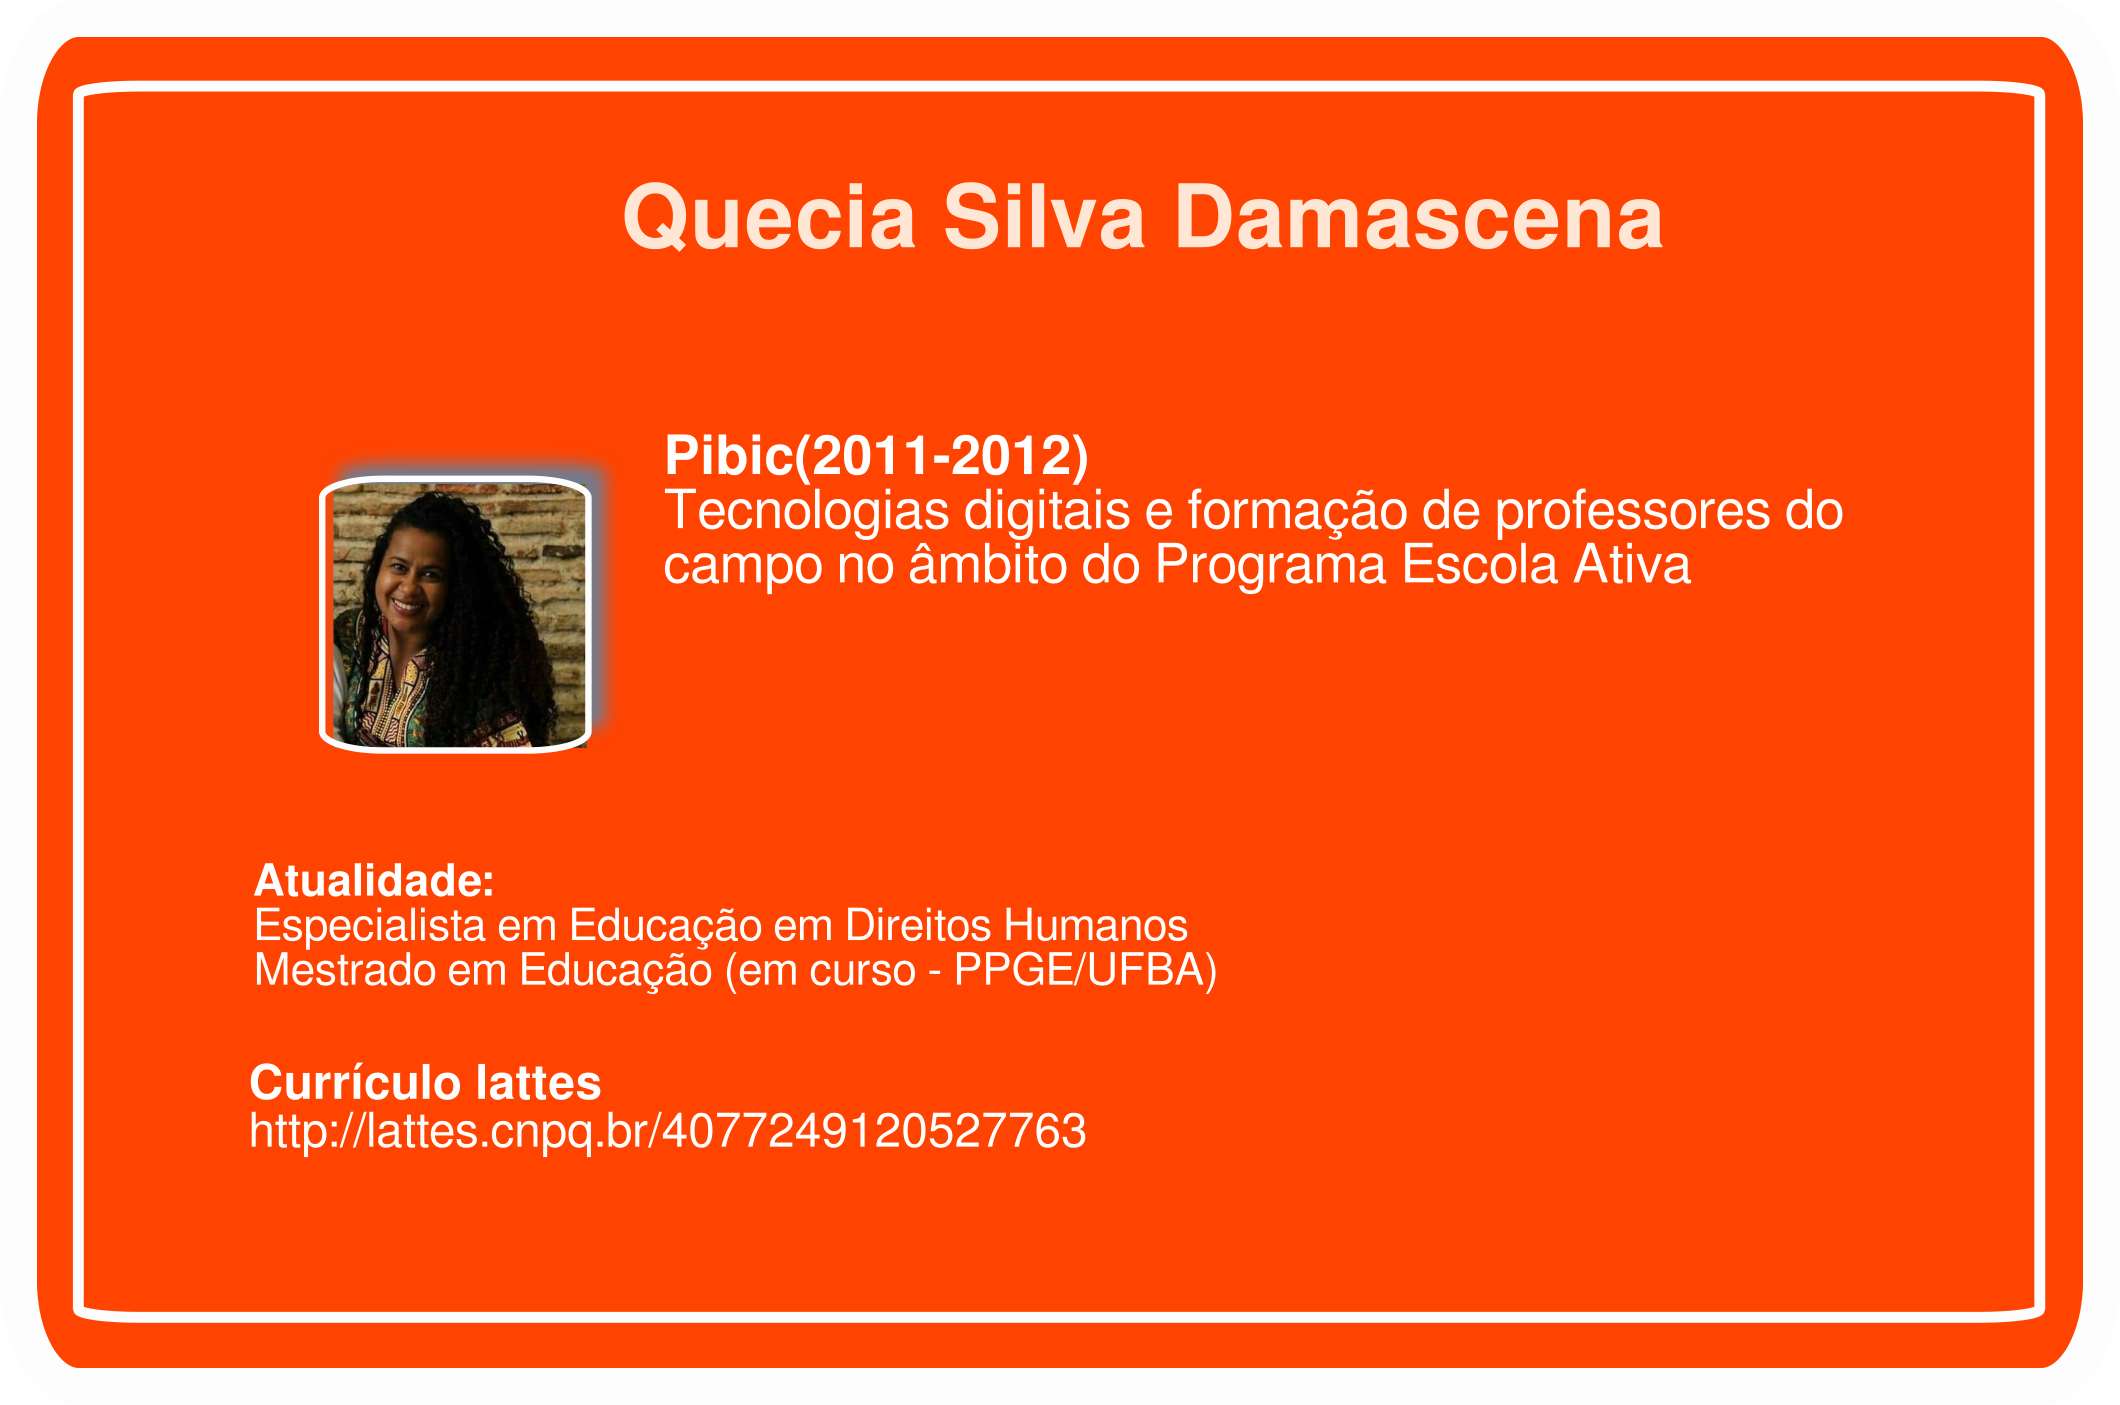 Quecia Silva Damascena
Pibic(2011-2012)
Tecnologias digitais e formação de professores do
campo no âmbito do Programa Escola Ativa
Atualidade:
Especialista em Educação em Direitos Humanos
Mestrado em Educação (em curso - PPGE/UFBA)
Currículo lattes
http://lattes.cnpq.br/4077249120527763